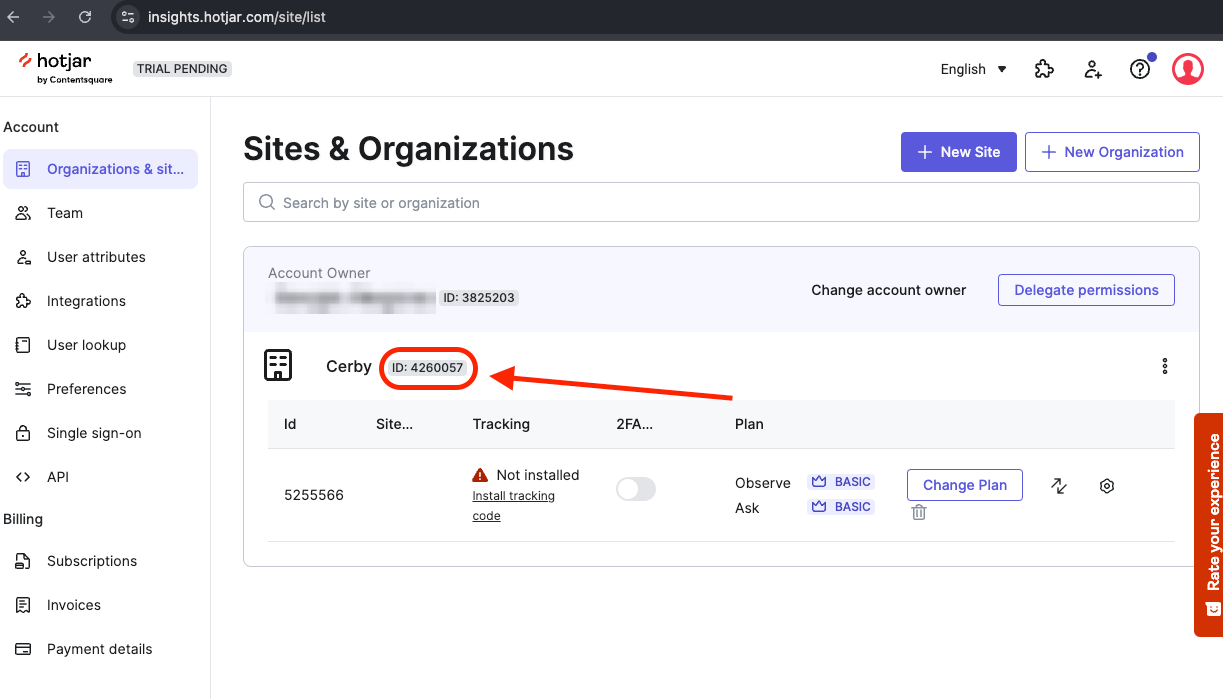 insights.hotjar.com/site/list
hotjar
by Contentsquare
TRIAL PENDING
English
Account
Organizations & sit...
Team
User attributes
Integrations
User lookup
Preferences
Single sign-on
API
Billing
Subscriptions
Invoices
Payment details
Sites & Organizations
New Site
New Organization
Search by site or organization
Account Owner
ID: 3825203
Change account owner
Delegate permissions
Cerby ID: 4260057
Id Site... Tracking 2FA... Plan
5255566
Not installed
Install tracking
code
Observe BASIC
Ask BASIC
Change Plan
Rate your experience